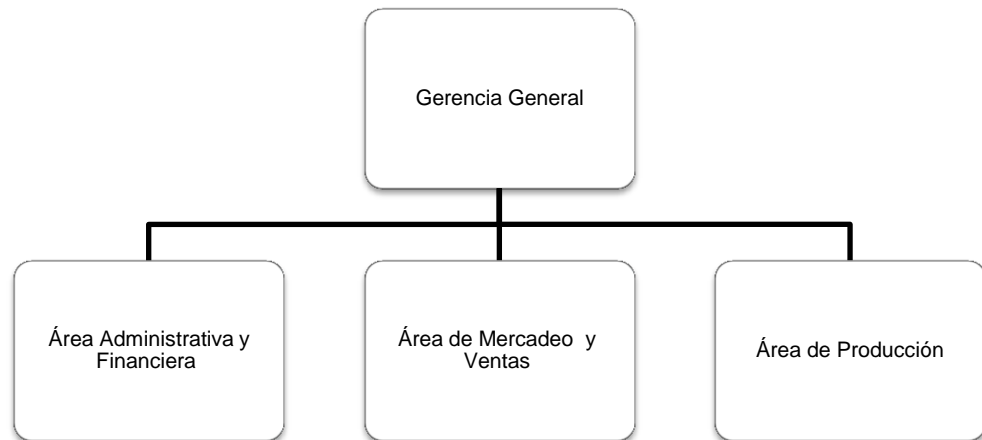 Gerencia General
Área Administrativa y
Financiera
Área de Mercadeo  y
Ventas
Área de Producción